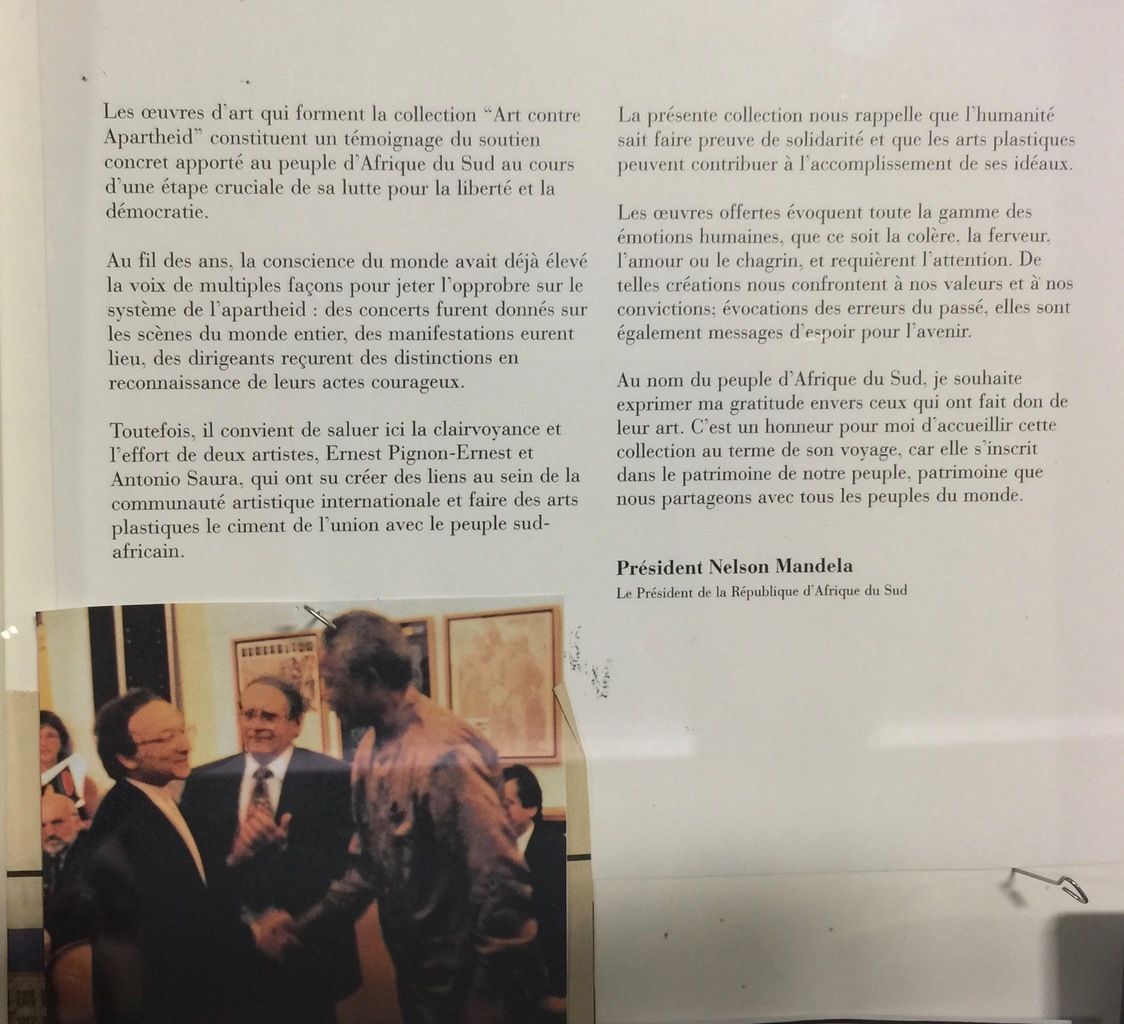 Les œuvres d'art qui forment la collection “Art contre
Apartheid” constituent un témoignage du soutien
concret apporté au peuple d'Afrique du Sud au cours
d'une étape cruciale de sa lutte pour la liberté et la
démocratie.
Au fil des ans, la conscience du monde avait déjà élevé
la voix de multiples façons pour jeter l'opprobre sur le
système de l'apartheid : des concerts furent donnés sur
les scènes du monde entier, des manifestations eurent
lieu, des dirigeants reçurent des distinctions en
reconnaissance de leurs actes courageux.
Toutefois, il convient de saluer ici la clairvoyance et
l'effort de deux artistes, Ernest Pignon-Ernest et
Antonio Saura, qui ont su créer des liens au sein de la
communauté artistique internationale et faire des arts
plastiques le ciment de l'union avec le peuple sud-
africain.
La présente collection nous rappelle que l'humanité
sait faire preuve de solidarité et que les arts plastiques
peuvent contribuer à l'accomplissement de ses idéaux.
Les œuvres offertes évoquent toute la gamme des
émotions humaines, que ce soit la colère, la ferveur,
l'amour ou le chagrin, et requièrent l'attention. De
telles créations nous confrontent à nos valeurs et à nos
convictions; évocations des erreurs du passé, elles sont
également messages d'espoir pour l'avenir.
Au nom du peuple d'Afrique du Sud, je souhaite
exprimer ma gratitude envers ceux qui ont fait don de
leur art. C'est un honneur pour moi d'accueillir cette
collection au terme de son voyage, car elle s'inscrit
dans le patrimoine de notre peuple, patrimoine que
nous partageons avec tous les peuples du monde.
Président Nelson Mandela
Le Président de la République d'Afrique du Sud